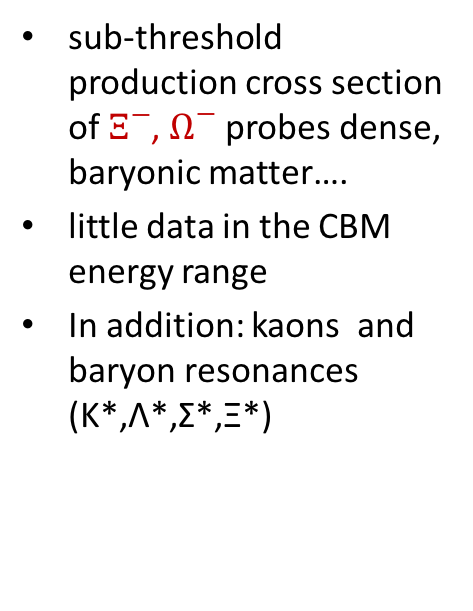 • sub-threshold
production cross section
of Ξ⁻, Ω⁻ probes dense,
baryonic matter….
• little data in the CBM
energy range
• In addition: kaons  and
baryon resonances
(K*,Λ*,Σ*,Ξ*)